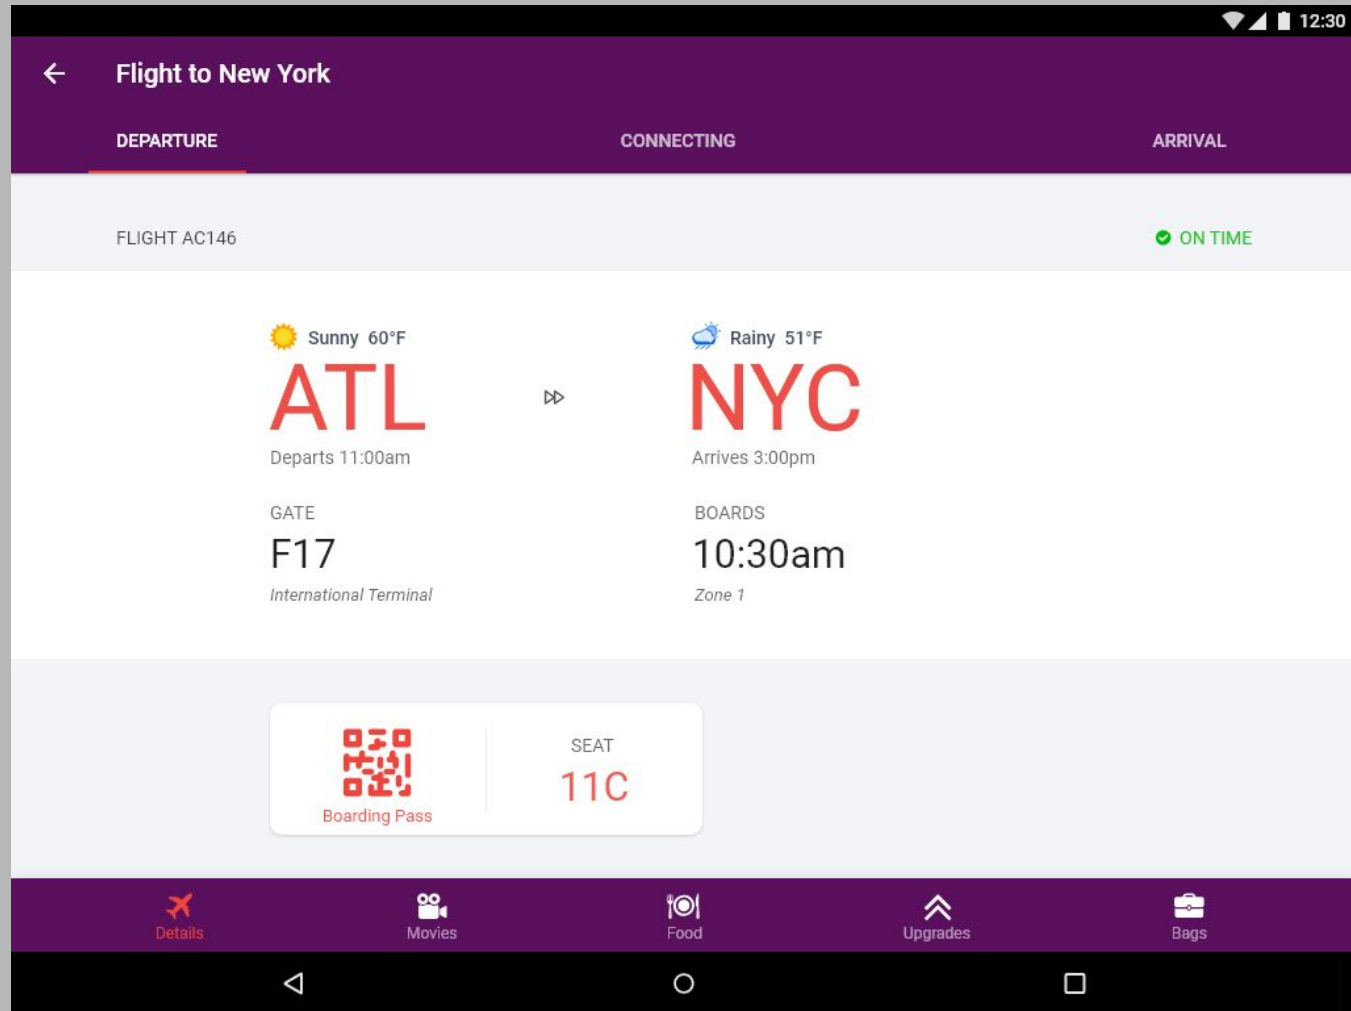 12:30
Flight to New York
DEPARTURE CONNECTING ARRIVAL
FLIGHT AC146 ON TIME
Sunny 60°F Rainy 51°F
ATL NYC
Departs 11:00am Arrives 3:00pm
GATE BOARDS
F17 10:30am
International Terminal Zone 1
SEAT
11C
Boarding Pass
Details Movies Food Upgrades Bags